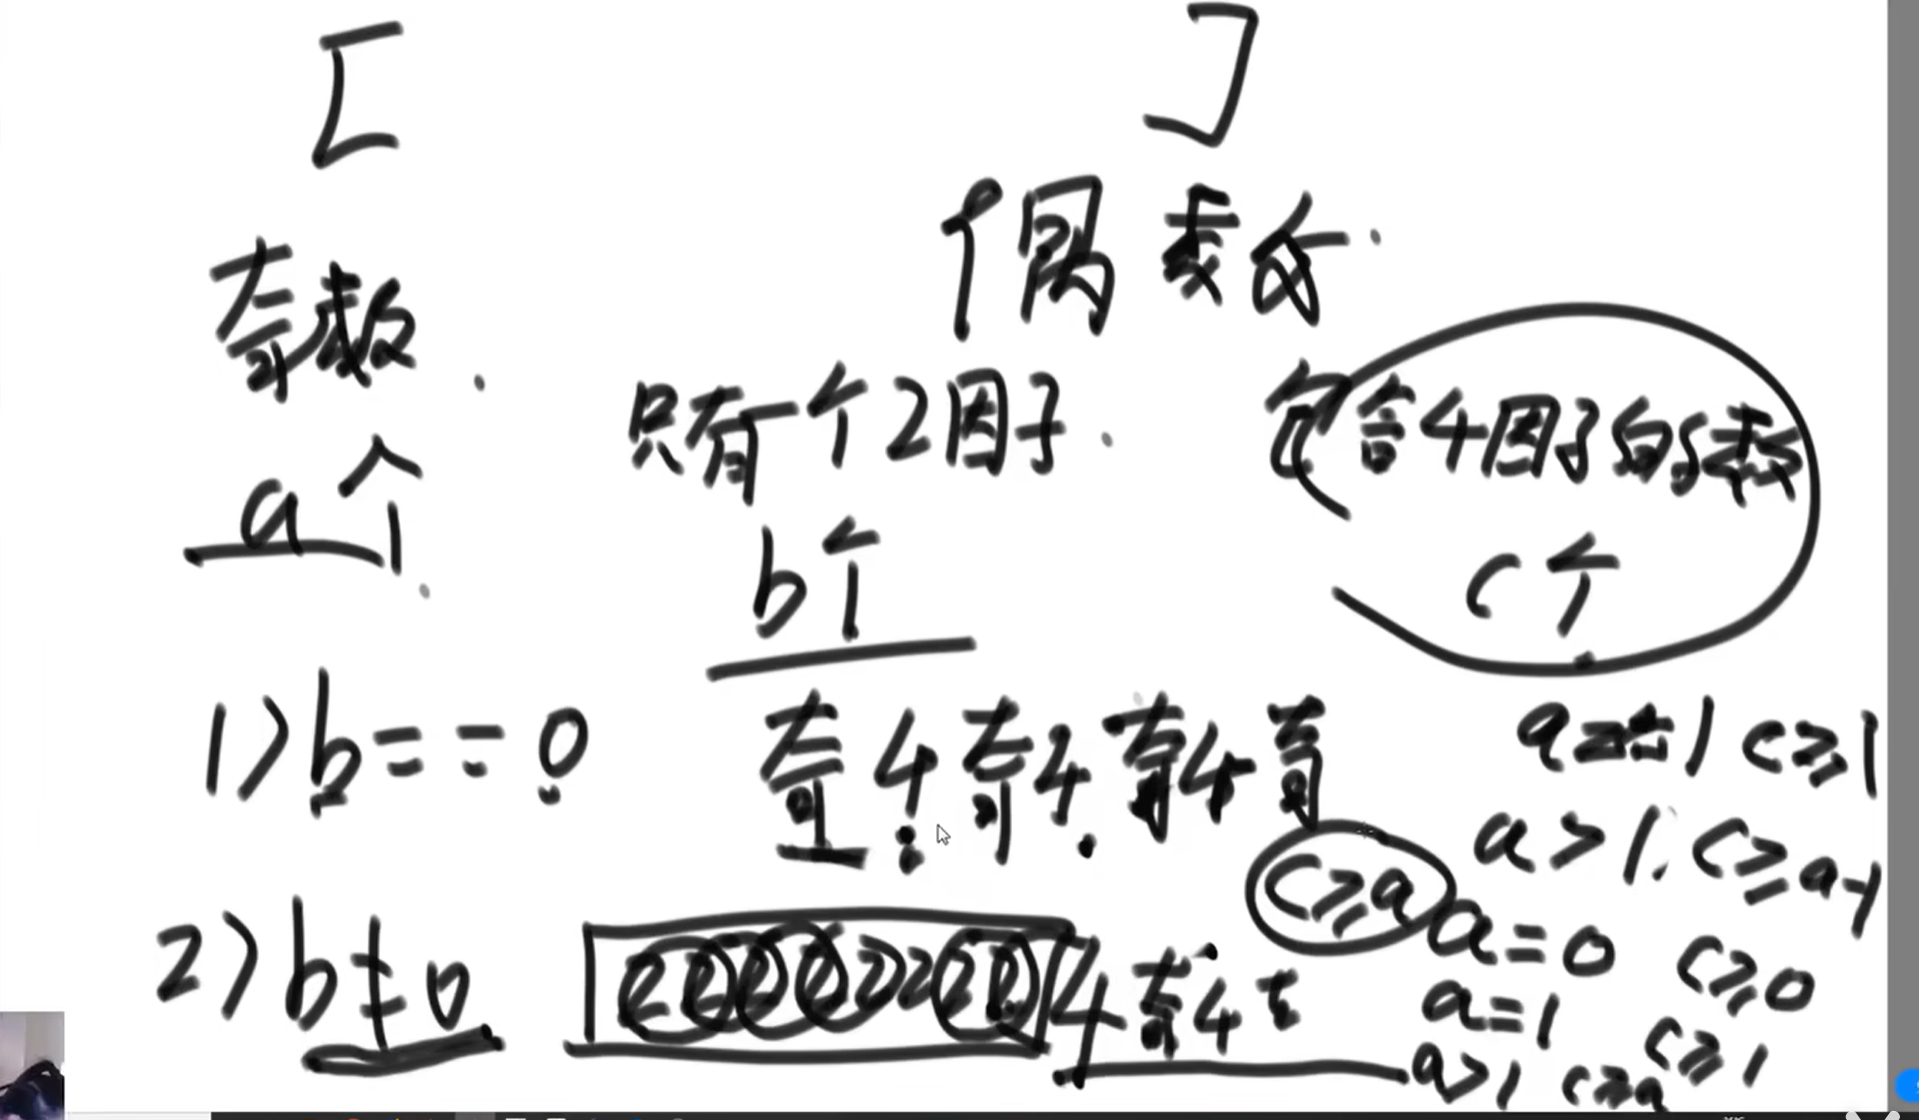 [ ]
奇数 偶数
只有一个2因子 包含4因子的数
a个 b个 c个
1> b==0 奇4奇4奇4奇 a==1 c≥1
a>1 c≥a-1
c≥a a=0 c≥0
2> b≠0 22222222 4奇4奇 a=1 c≥1
a>1 c≥a